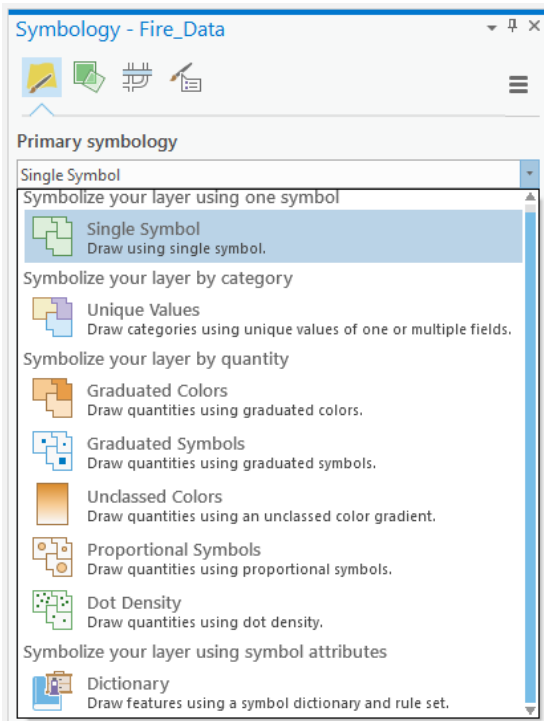 Symbology - Fire_Data
Primary symbology
Single Symbol
Symbolize your layer using one symbol
Single Symbol
Draw using single symbol.
Symbolize your layer by category
Unique Values
Draw categories using unique values of one or multiple fields.
Symbolize your layer by quantity
Graduated Colors
Draw quantities using graduated colors.
Graduated Symbols
Draw quantities using graduated symbols.
Unclassed Colors
Draw quantities using an unclassed color gradient.
Proportional Symbols
Draw quantities using proportional symbols.
Dot Density
Draw quantities using dot density.
Symbolize your layer using symbol attributes
Dictionary
Draw features using a symbol dictionary and rule set.